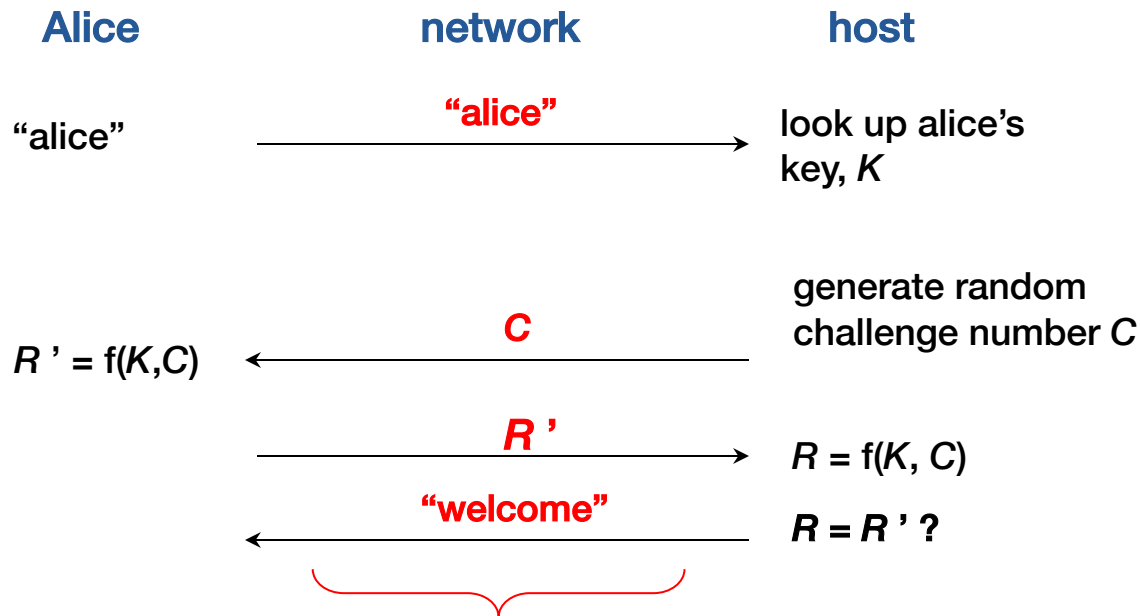 Alice network host
“alice”
“alice”
look up alice’s
key, K
generate random
challenge number C
C
R ’ = f(K,C)
R ’
R = f(K, C)
“welcome”
R = R ’ ?